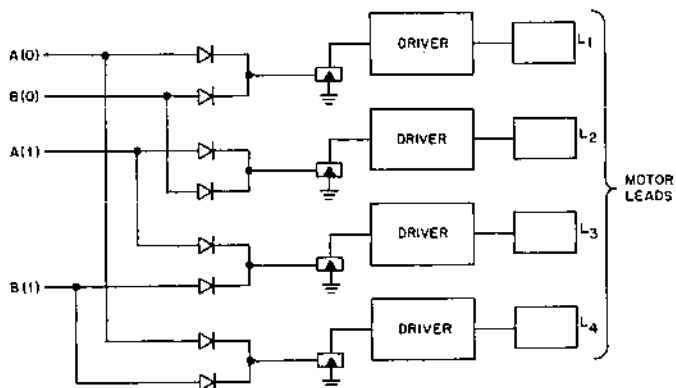 A(0)
B(0)
A(1)
B(1)
DRIVER
L1
DRIVER
L2
DRIVER
L3
DRIVER
L4
MOTOR
LEADS